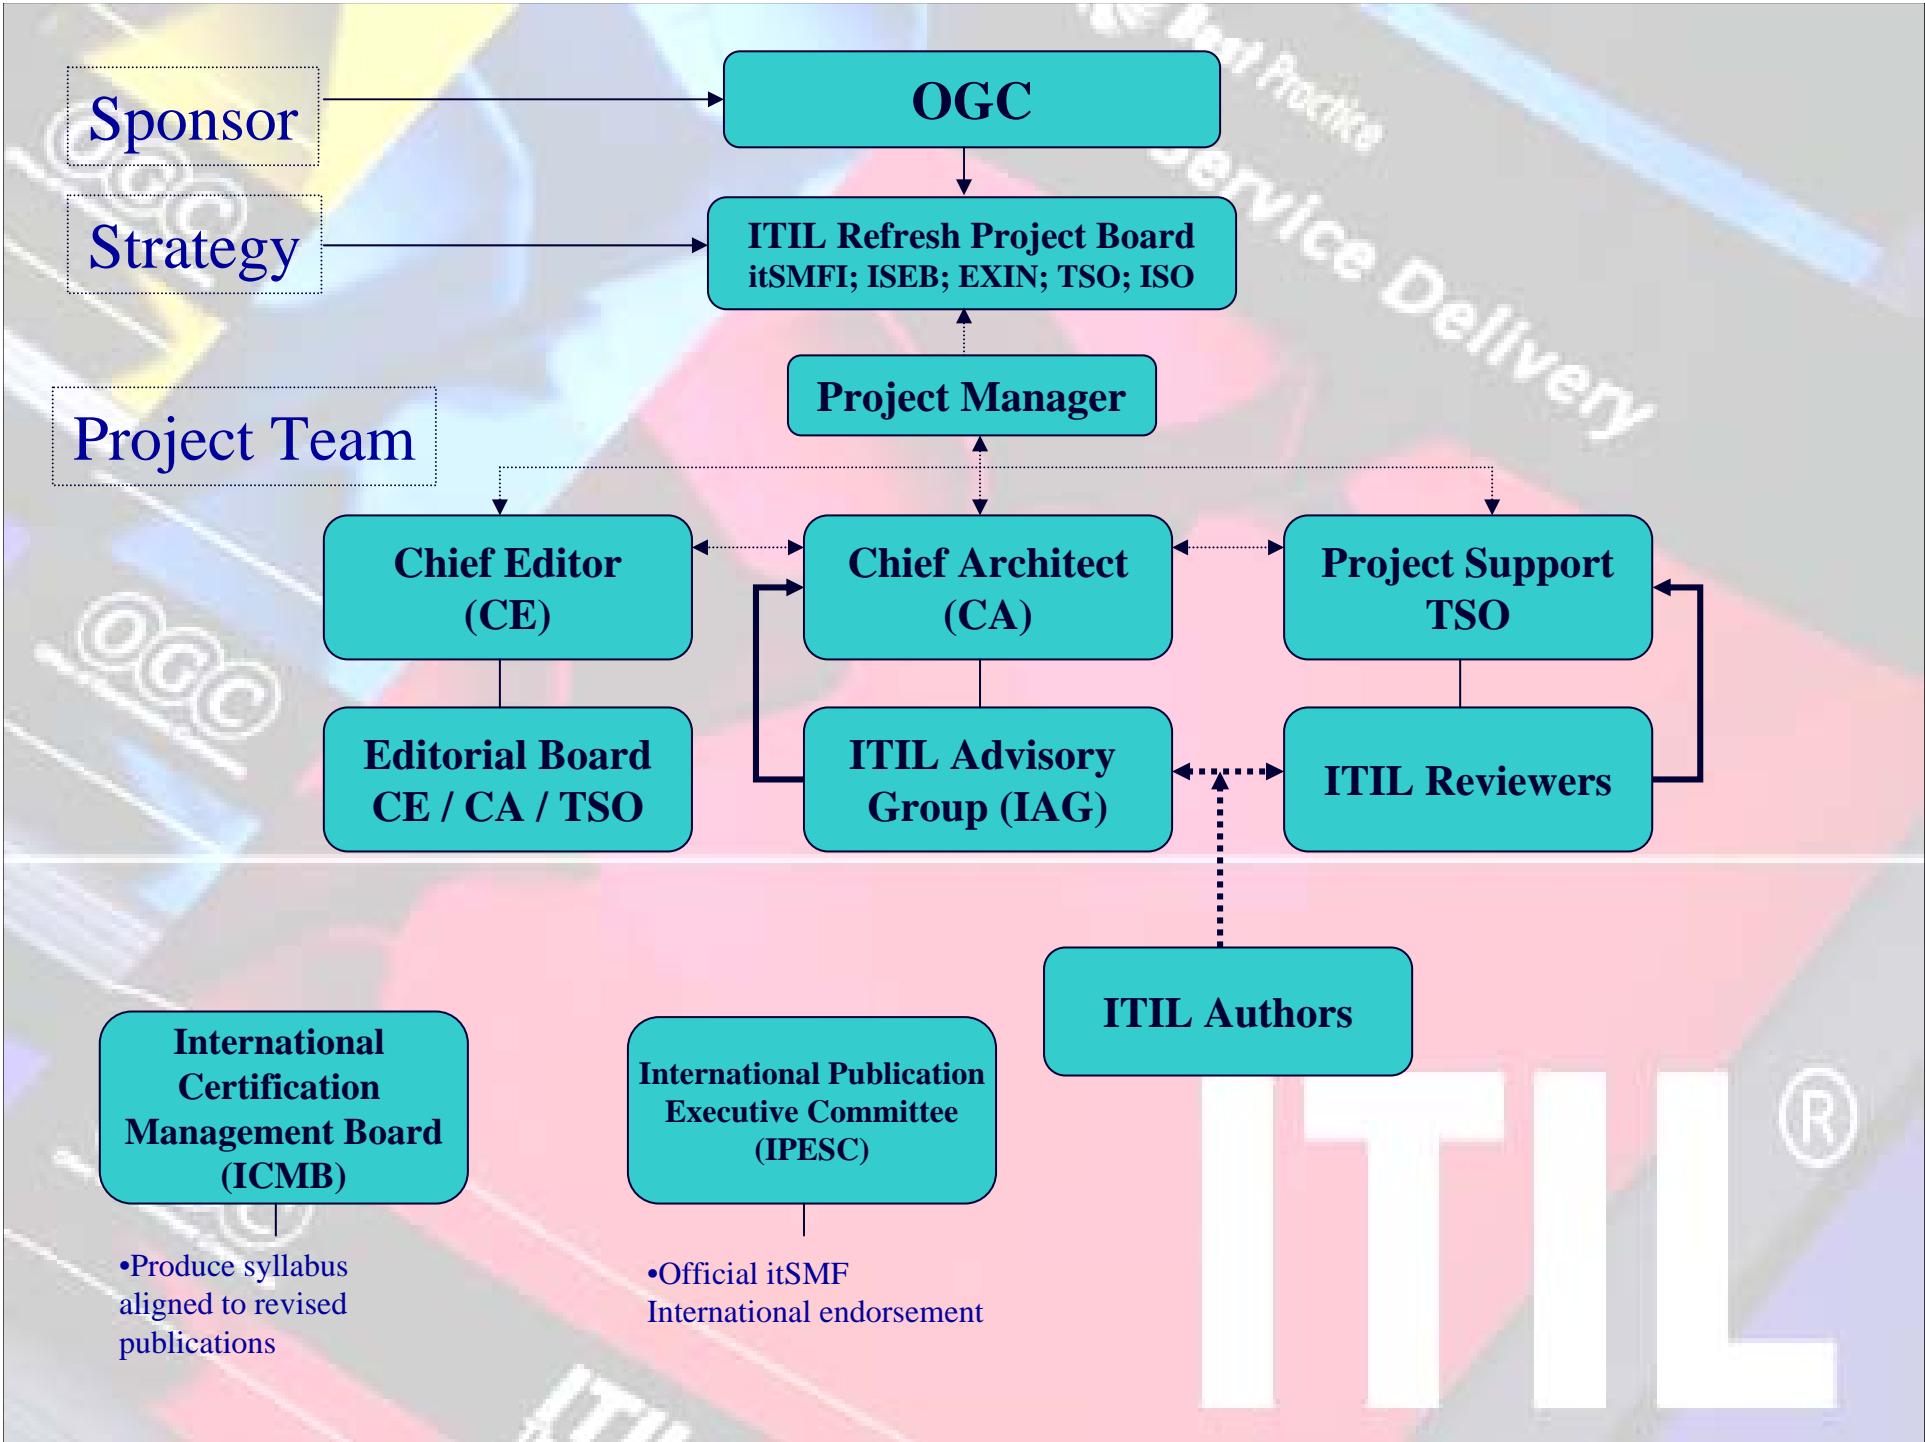 Best Practice
Service Delivery
Sponsor
OGC
OGC
Strategy
ITIL Refresh Project Board
itSMFI; ISEB; EXIN; TSO; ISO
Project Manager
Project Team
Chief Editor
(CE)
Chief Architect
(CA)
Project Support
TSO
OGC
Editorial Board
CE / CA / TSO
ITIL Advisory
Group (IAG)
ITIL Reviewers
ITIL Authors
International
Certification
Management Board
(ICMB)
International Publication
Executive Committee
(IPESC)
•Produce syllabus
aligned to revised
publications
•Official itSMF
International endorsement
ITIL®
ITIL